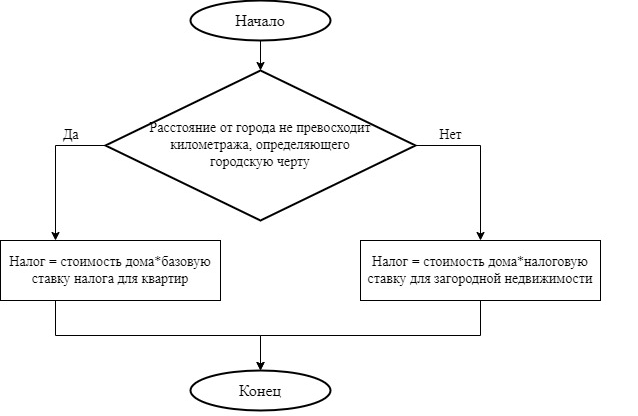 Начало
Расстояние от города не превосходит
километража, определяющего
городскую черту
Да
Нет
Налог = стоимость дома*базовую
ставку налога для квартир
Налог = стоимость дома*налоговую
ставку для загородной недвижимости
Конец